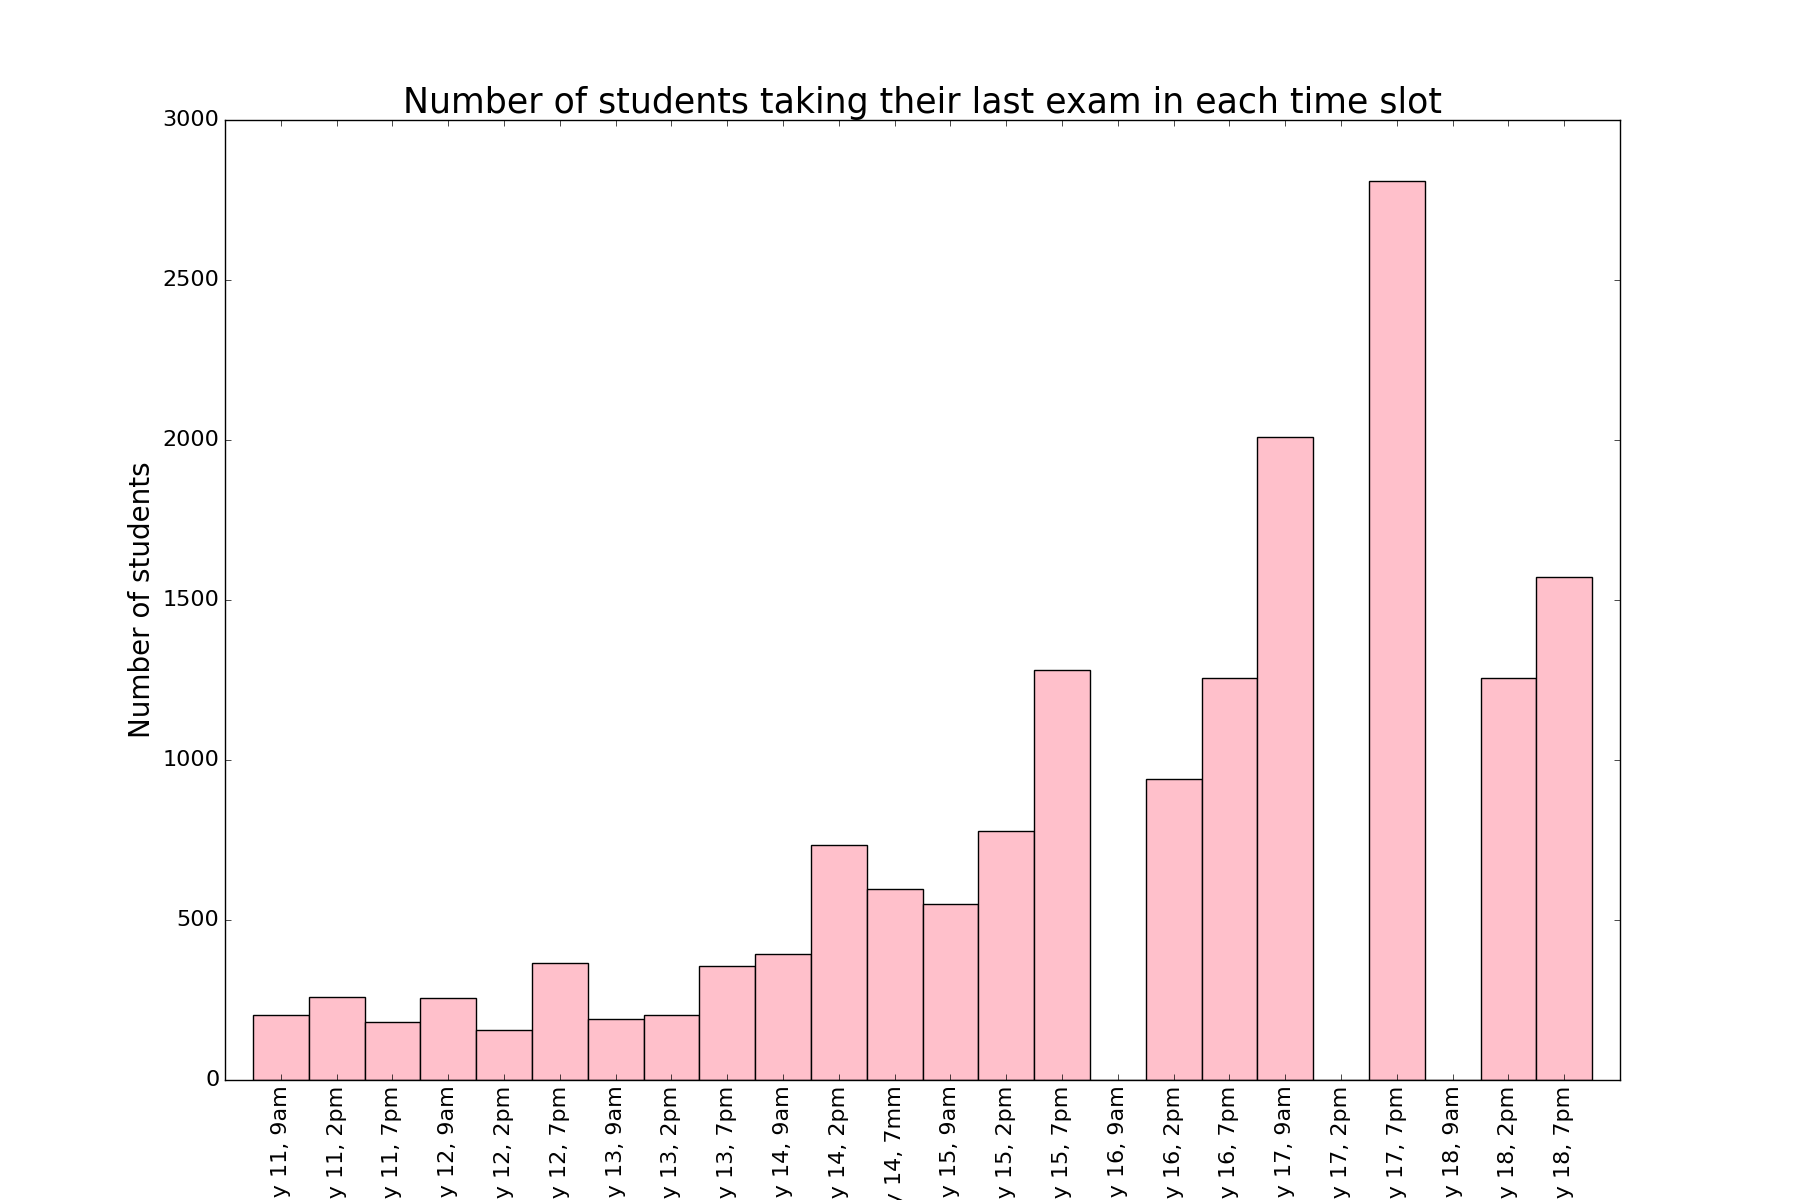 Number of students taking their last exam in each time slot
3000
2500
2000
1500
1000
500
0
Number of students
y 11, 9am
y 11, 2pm
y 11, 7pm
y 12, 9am
y 12, 2pm
y 12, 7pm
y 13, 9am
y 13, 2pm
y 13, 7pm
y 14, 9am
y 14, 2pm
y 14, 7mm
y 15, 9am
y 15, 2pm
y 15, 7pm
y 16, 9am
y 16, 2pm
y 16, 7pm
y 17, 9am
y 17, 2pm
y 17, 7pm
y 18, 9am
y 18, 2pm
y 18, 7pm